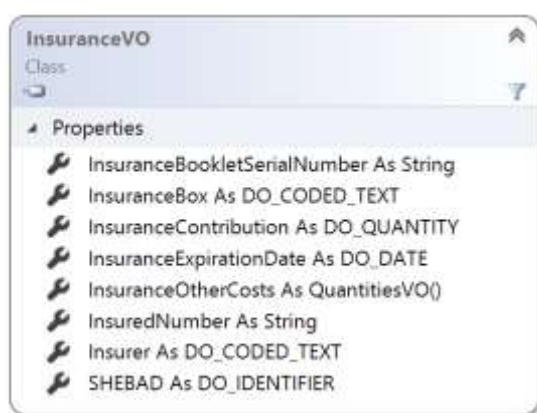 InsuranceVO
Class
Properties
InsuranceBookletSerialNumber As String
InsuranceBox As DO_CODED_TEXT
InsuranceContribution As DO_QUANTITY
InsuranceExpirationDate As DO_DATE
InsuranceOtherCosts As QuantitiesVO()
InsuredNumber As String
Insurer As DO_CODED_TEXT
SHEBAD As DO_IDENTIFIER